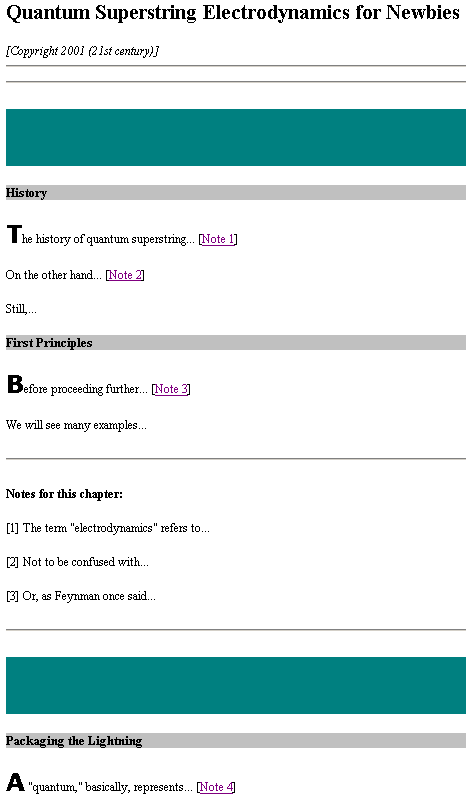 Quantum Superstring Electrodynamics for Newbies
[Copyright 2001 (21st century)]
History
The history of quantum superstring... [Note 1]
On the other hand... [Note 2]
Still,...
First Principles
Before proceeding further... [Note 3]
We will see many examples...
Notes for this chapter:
[1] The term "electrodynamics" refers to...
[2] Not to be confused with...
[3] Or, as Feynman once said...
Packaging the Lightning
A "quantum," basically, represents... [Note 4]